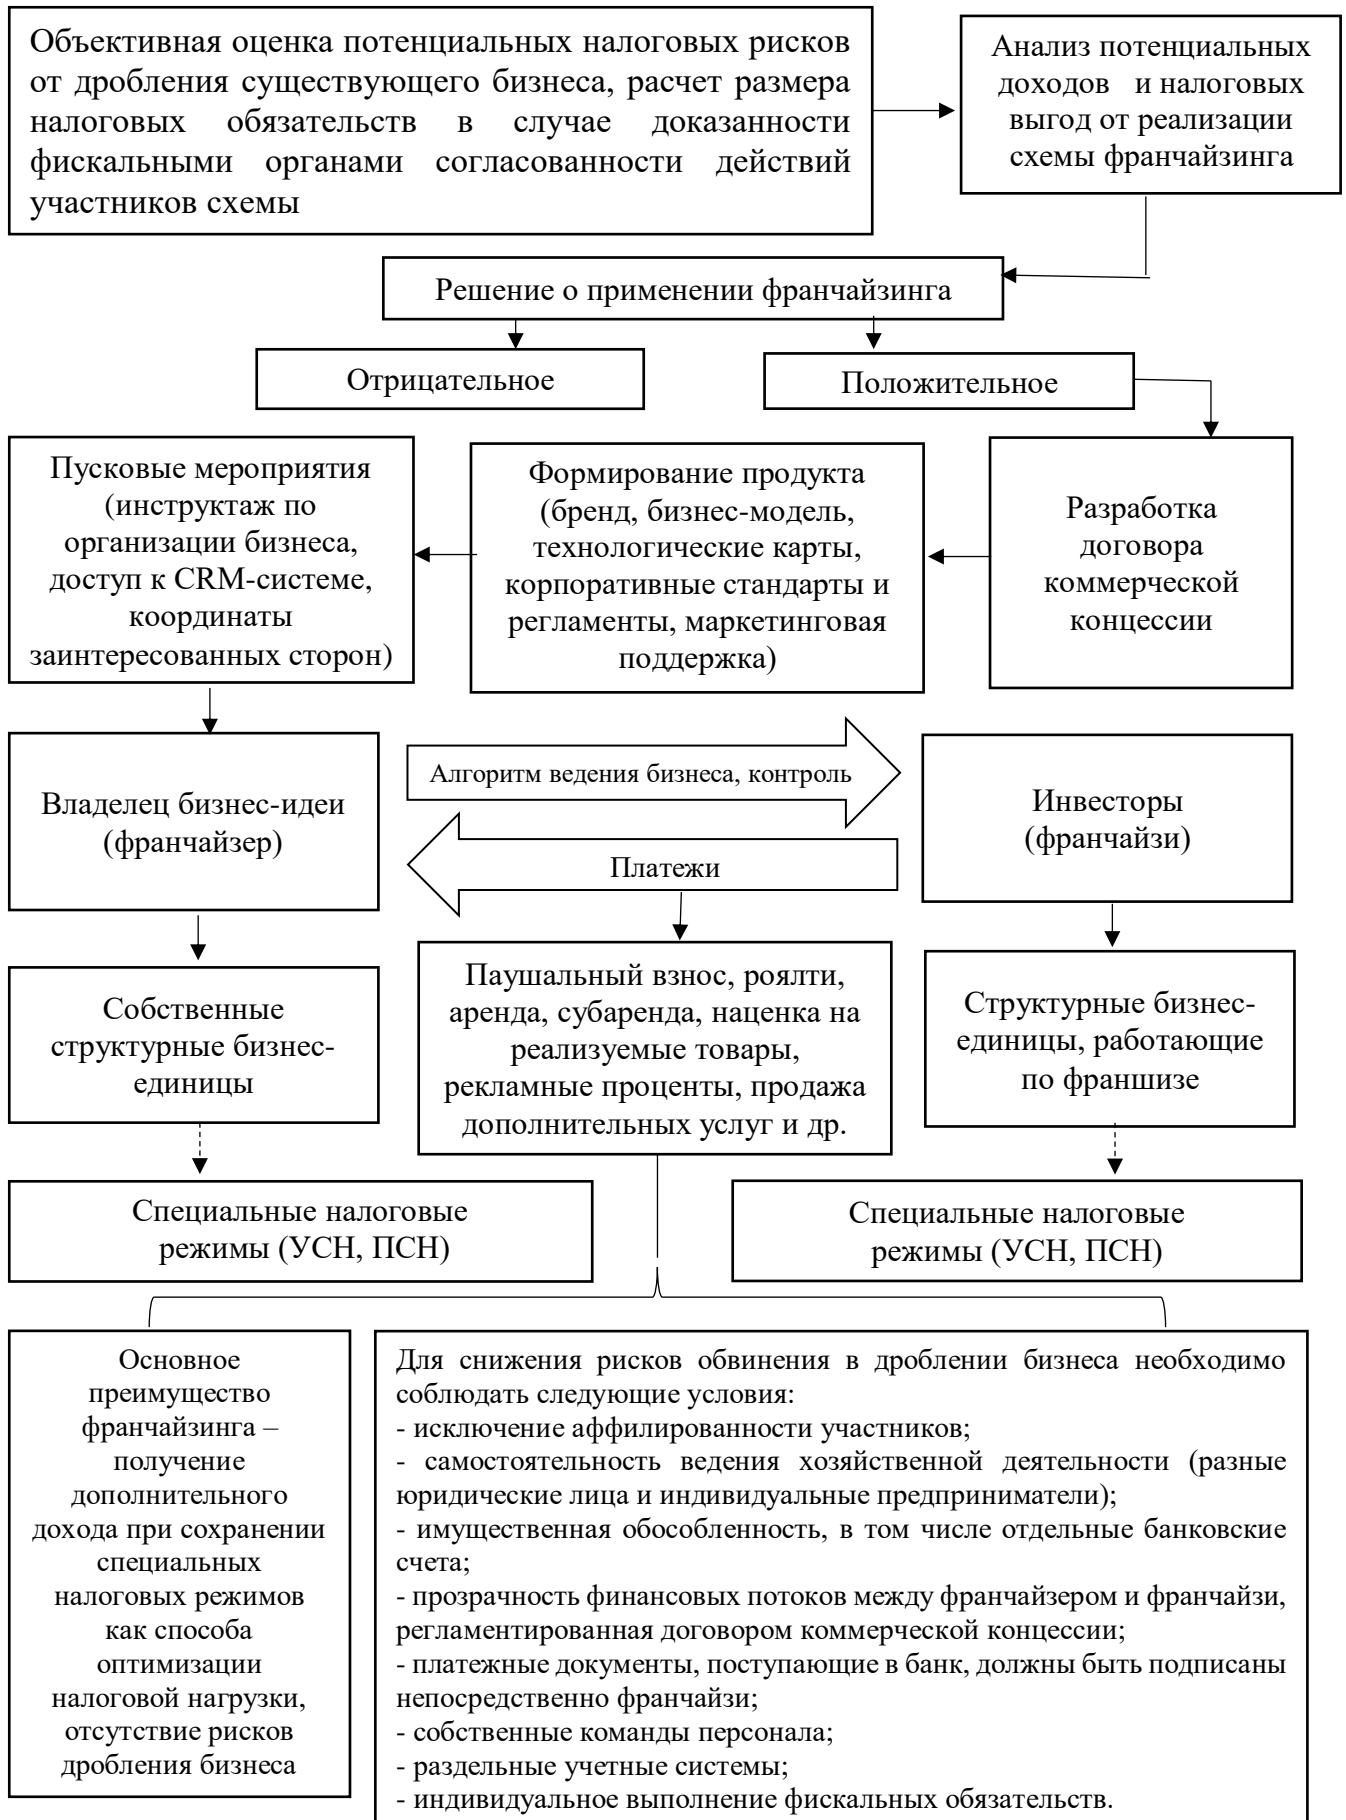 Объективная оценка потенциальных налоговых рисков
от дробления существующего бизнеса, расчет размера
налоговых обязательств в случае доказанности
фискальными органами согласованности действий
участников схемы
Анализ потенциальных
доходов и налоговых
выгод от реализации
схемы франчайзинга
Решение о применении франчайзинга
Отрицательное
Положительное
Пусковые мероприятия
(инструктаж по
организации бизнеса,
доступ к CRM-системе,
координаты
заинтересованных сторон)
Формирование продукта
(бренд, бизнес-модель,
технологические карты,
корпоративные стандарты и
регламенты, маркетинговая
поддержка)
Разработка
договора
коммерческой
концессии
Владелец бизнес-идеи
(франчайзер)
Алгоритм ведения бизнеса, контроль
Платежи
Инвесторы
(франчайзи)
Собственные
структурные бизнес-
единицы
Паушальный взнос, роялти,
аренда, субаренда, наценка на
реализуемые товары,
рекламные проценты, продажа
дополнительных услуг и др.
Структурные бизнес-
единицы, работающие
по франшизе
Специальные налоговые
режимы (УСН, ПСН)
Специальные налоговые
режимы (УСН, ПСН)
Основное
преимущество
франчайзинга –
получение
дополнительного
дохода при сохранении
специальных
налоговых режимов
как способа
оптимизации
налоговой нагрузки,
отсутствие рисков
дробления бизнеса
Для снижения рисков обвинения в дроблении бизнеса необходимо
соблюдать следующие условия:
- исключение аффилированности участников;
- самостоятельность ведения хозяйственной деятельности (разные
юридические лица и индивидуальные предприниматели);
- имущественная обособленность, в том числе отдельные банковские
счета;
- прозрачность финансовых потоков между франчайзером и франчайзи,
регламентированная договором коммерческой концессии;
- платежные документы, поступающие в банк, должны быть подписаны
непосредственно франчайзи;
- собственные команды персонала;
- раздельные учетные системы;
- индивидуальное выполнение фискальных обязательств.